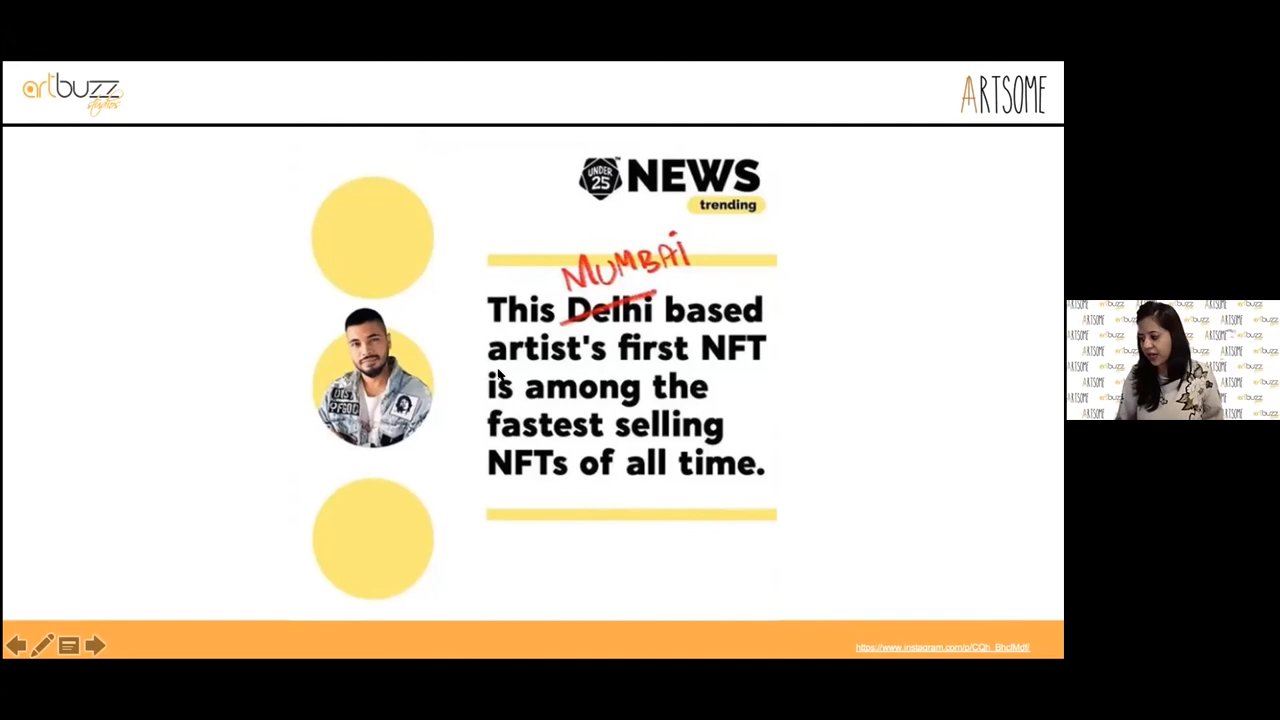 artbuzz
studios
ARTSOME
UNDER
25
NEWS
trending
MUMBAi
This Delhi based
artist's first NFT
is among the
fastest selling
NFTs of all time.